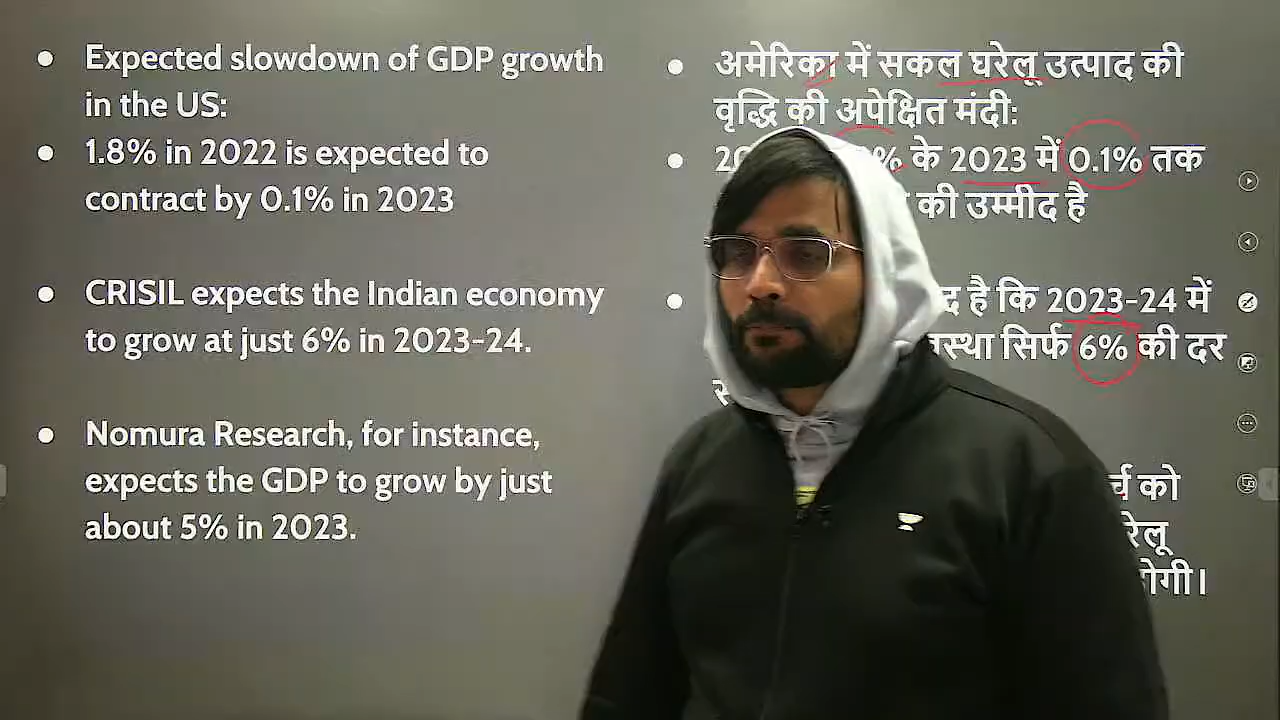 Expected slowdown of GDP growth
in the US:
1.8% in 2022 is expected to
contract by 0.1% in 2023
CRISIL expects the Indian economy
to grow at just 6% in 2023-24.
Nomura Research, for instance,
expects the GDP to grow by just
about 5% in 2023.
अमेरिका में सकल घरेलू उत्पाद की
वृद्धि की अपेक्षित मंदी:
के 2023 में 0.1% तक
की उम्मीद है
है कि 2023-24 में
सिर्फ 6% की दर
को